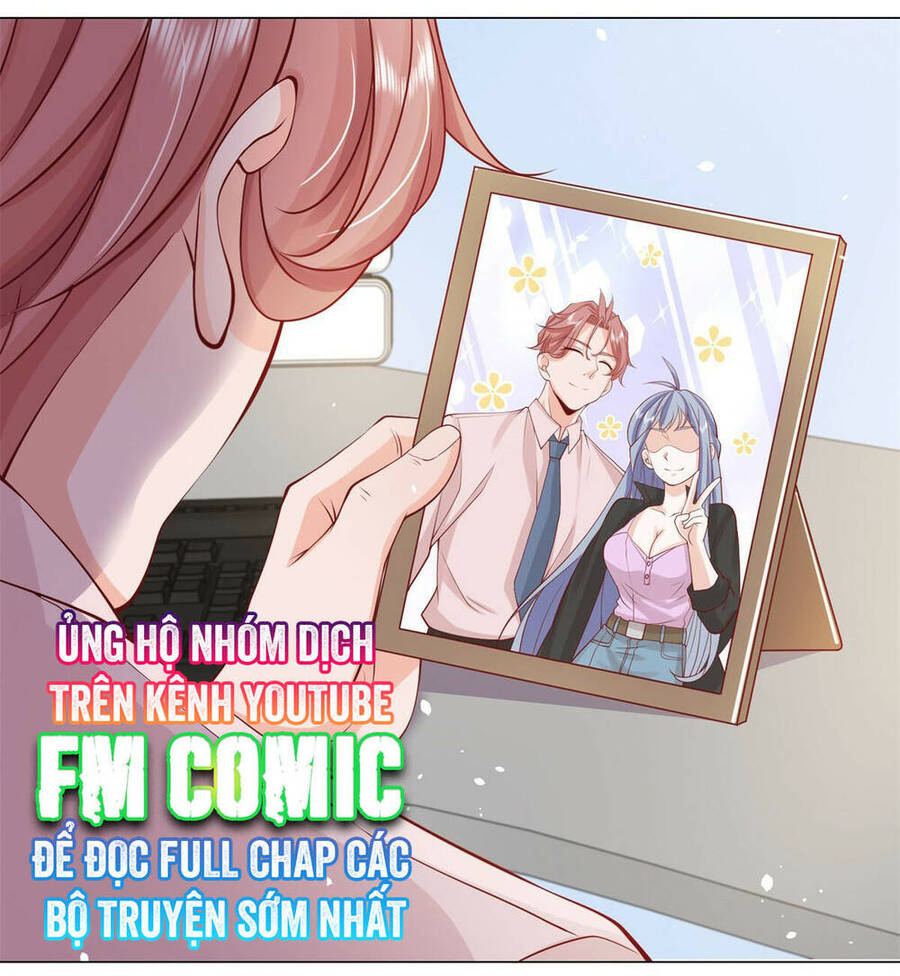 ỦNG HỘ NHÓM DỊCH
TRÊN KÊNH YOUTUBE
FM COMIC
ĐỂ ĐỌC FULL CHAP CÁC
BỘ TRUYỆN SỚM NHẤT